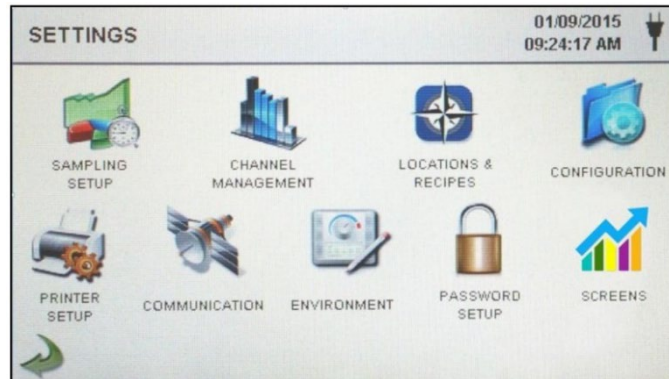 SETTINGS
01/09/2015
09:24:17 AM
SAMPLING
SETUP
CHANNEL
MANAGEMENT
LOCATIONS &
RECIPES
CONFIGURATION
PRINTER
SETUP
COMMUNICATION
ENVIRONMENT
PASSWORD
SETUP
SCREENS